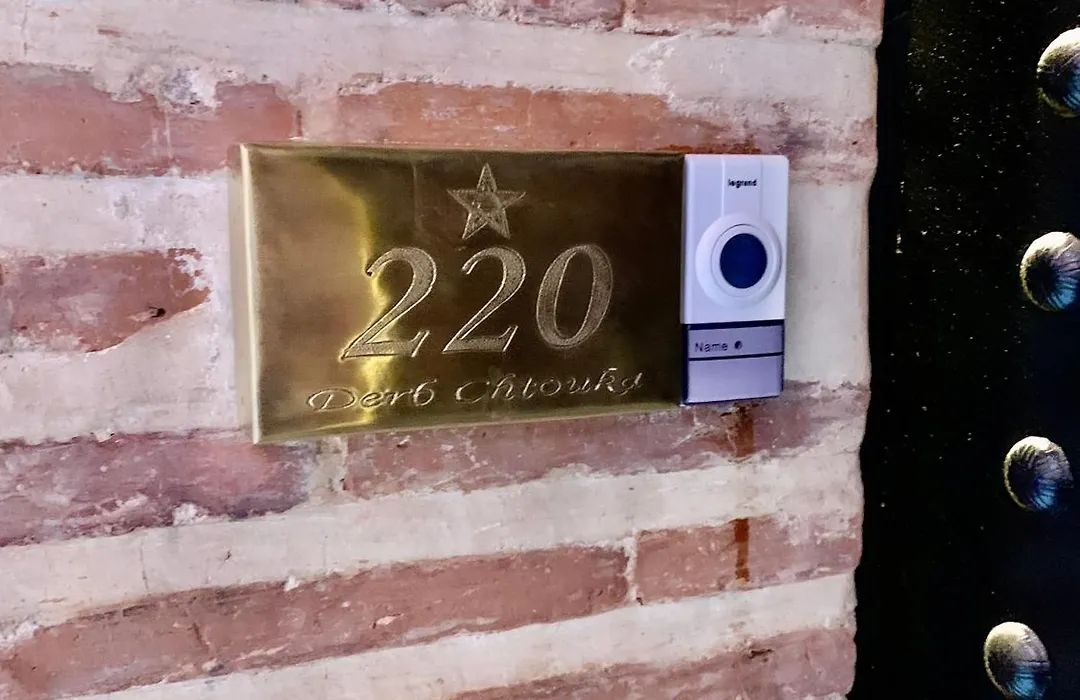 220
Derb Chtouka
legrand
Name